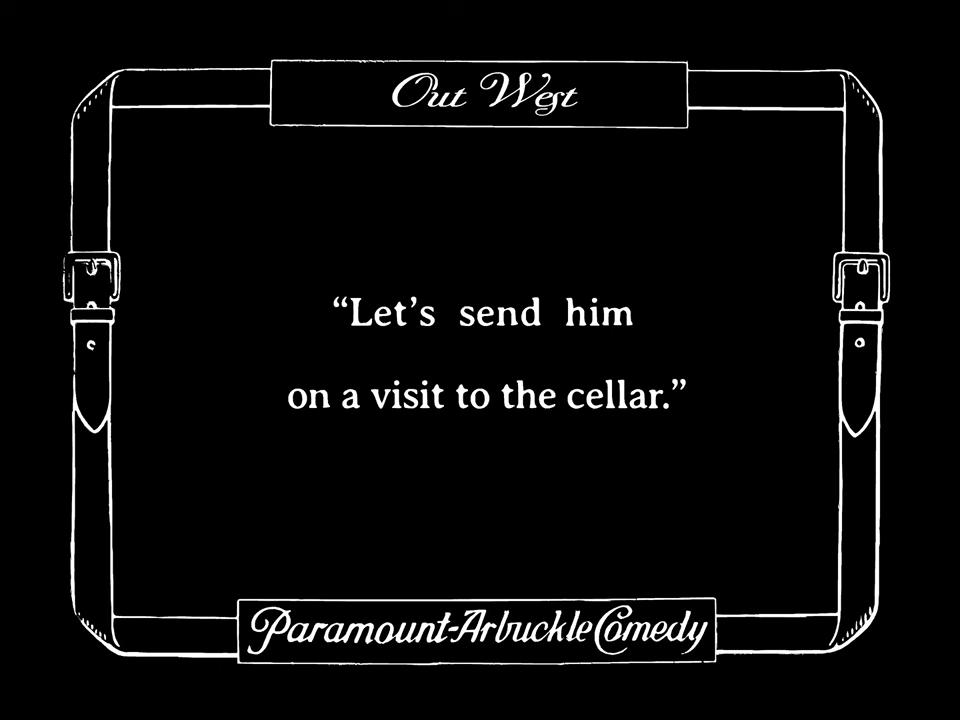 Out West
“Let’s send him
on a visit to the cellar.”
Paramount-Arbuckle Comedy